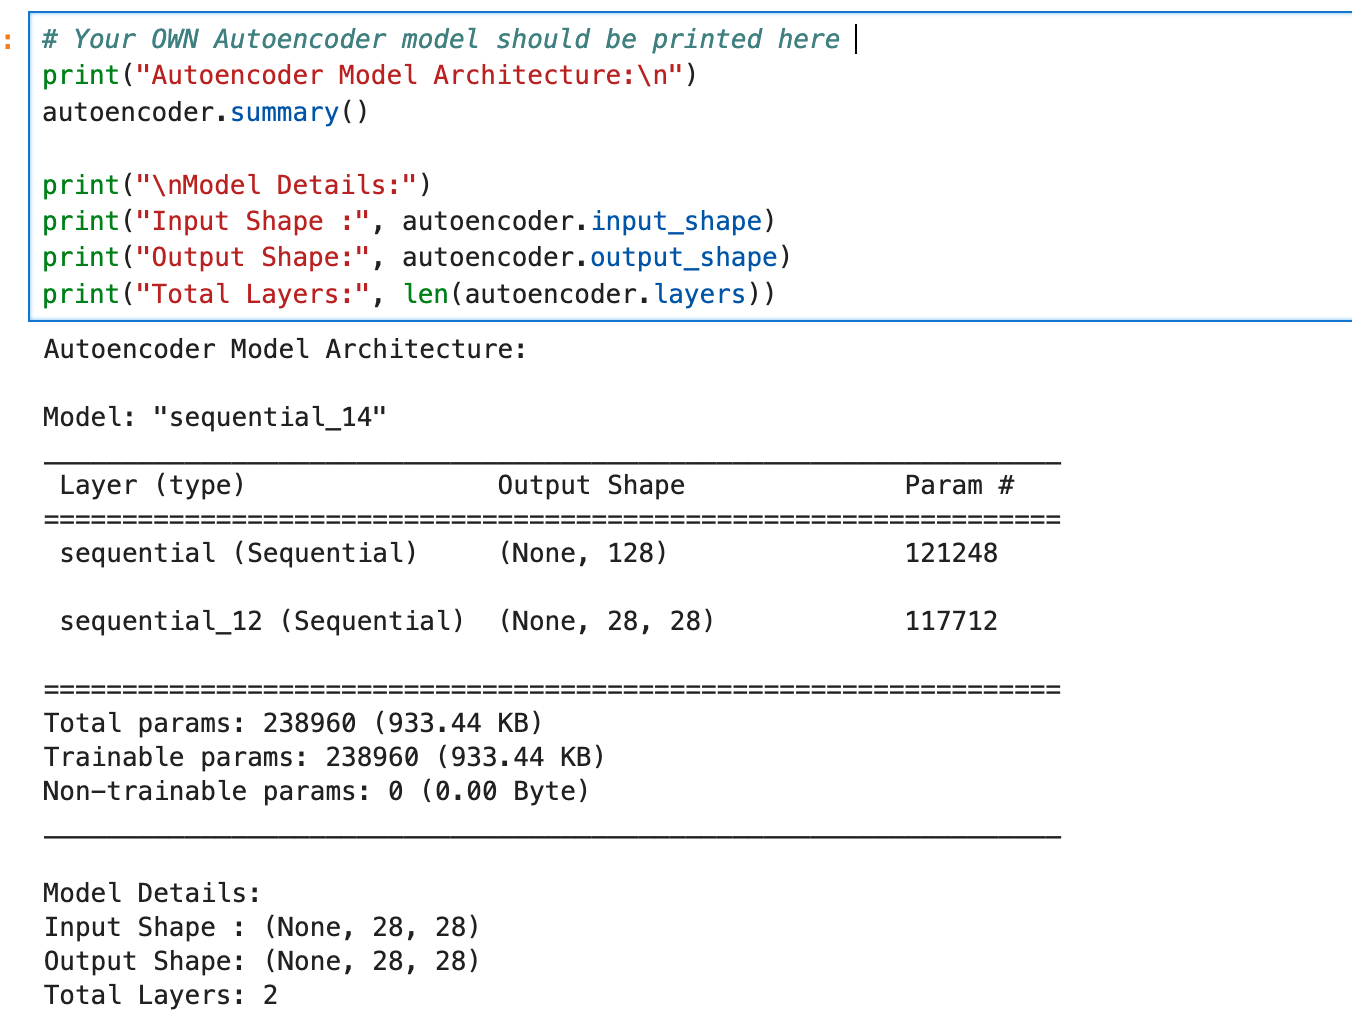 :
# Your OWN Autoencoder model should be printed here
print("Autoencoder Model Architecture:\n")
autoencoder.summary()
print("\nModel Details:")
print("Input Shape :", autoencoder.input_shape)
print("Output Shape:", autoencoder.output_shape)
print("Total Layers:", len(autoencoder.layers))
Autoencoder Model Architecture:
Model: "sequential_14"
_________________________________________________________________
Layer (type)                Output Shape              Param #
=================================================================
sequential (Sequential)     (None, 128)               121248
sequential_12 (Sequential)  (None, 28, 28)            117712
=================================================================
Total params: 238960 (933.44 KB)
Trainable params: 238960 (933.44 KB)
Non-trainable params: 0 (0.00 Byte)
_________________________________________________________________
Model Details:
Input Shape : (None, 28, 28)
Output Shape: (None, 28, 28)
Total Layers: 2